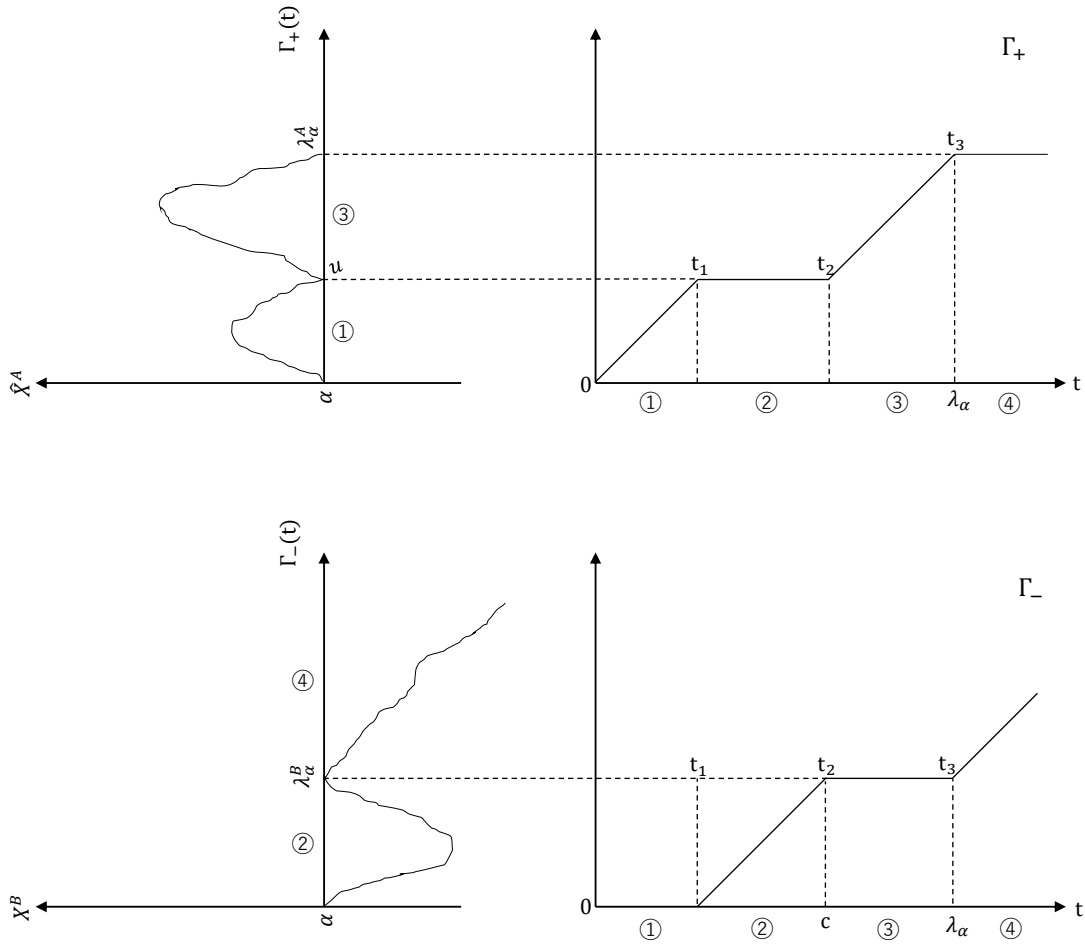 Γ₊(t)
Γ₊
λ_α^A
t₃
③
u
t₁
t₂
①
X̂^A
α
0
t
①
②
③
λ_α
④
Γ₋(t)
Γ₋
④
λ_α^B
t₁
t₂
t₃
②
X^B
α
0
t
①
②
c
③
λ_α
④